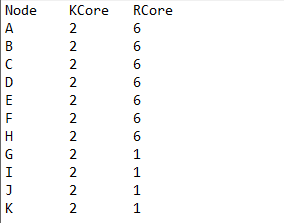 Node KCore RCore
A 2 6
B 2 6
C 2 6
D 2 6
E 2 6
F 2 6
H 2 6
G 2 1
I 2 1
J 2 1
K 2 1